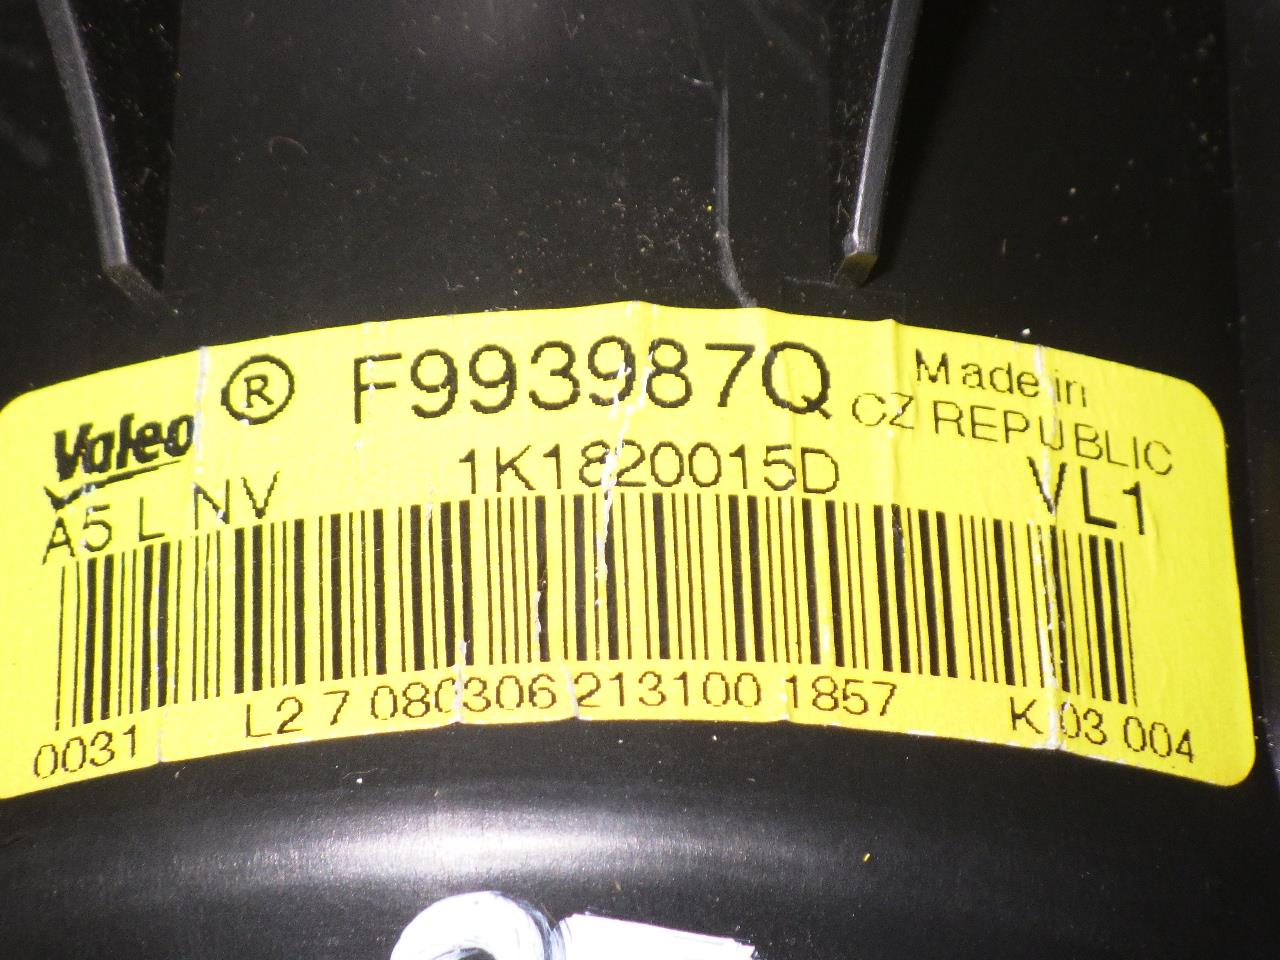 Valeo ® F993987Q Made in
CZ REPUBLIC
A5 L NV 1K1820015D VL1
0031 L2 7 080306 213100 1857 K 03 004